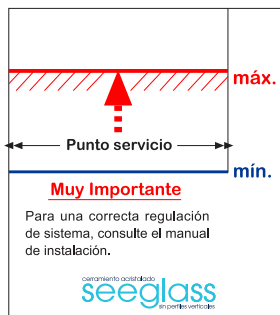 máx.
Punto servicio
mín.
Muy Importante
Para una correcta regulación
de sistema, consulte el manual
de instalación.
cerramiento acristalado
seeglass
sin perfiles verticales